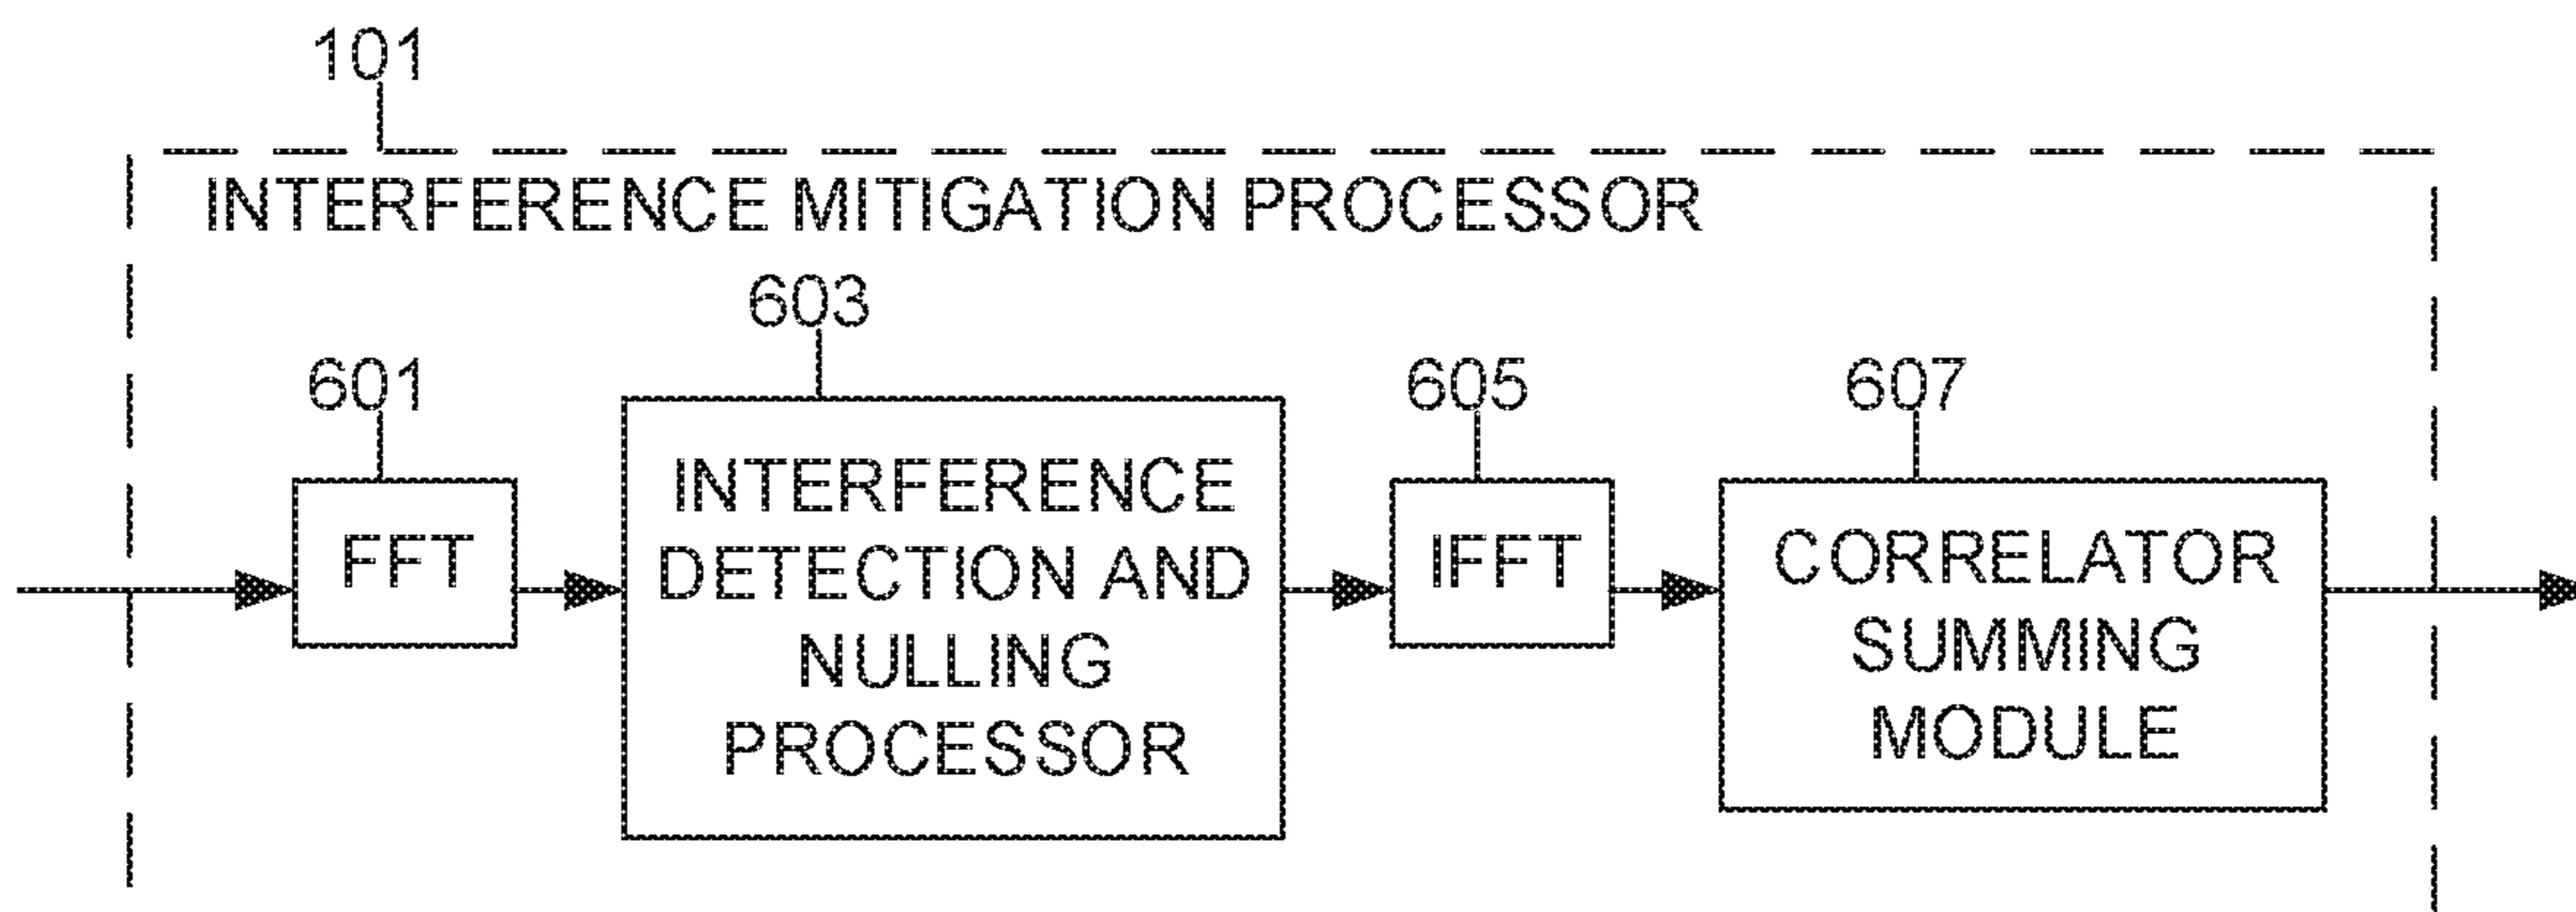 101
INTERFERENCE MITIGATION PROCESSOR
603
601
605
607
FFT
INTERFERENCE
DETECTION AND
NULLING
PROCESSOR
IFFT
CORRELATOR
SUMMING
MODULE